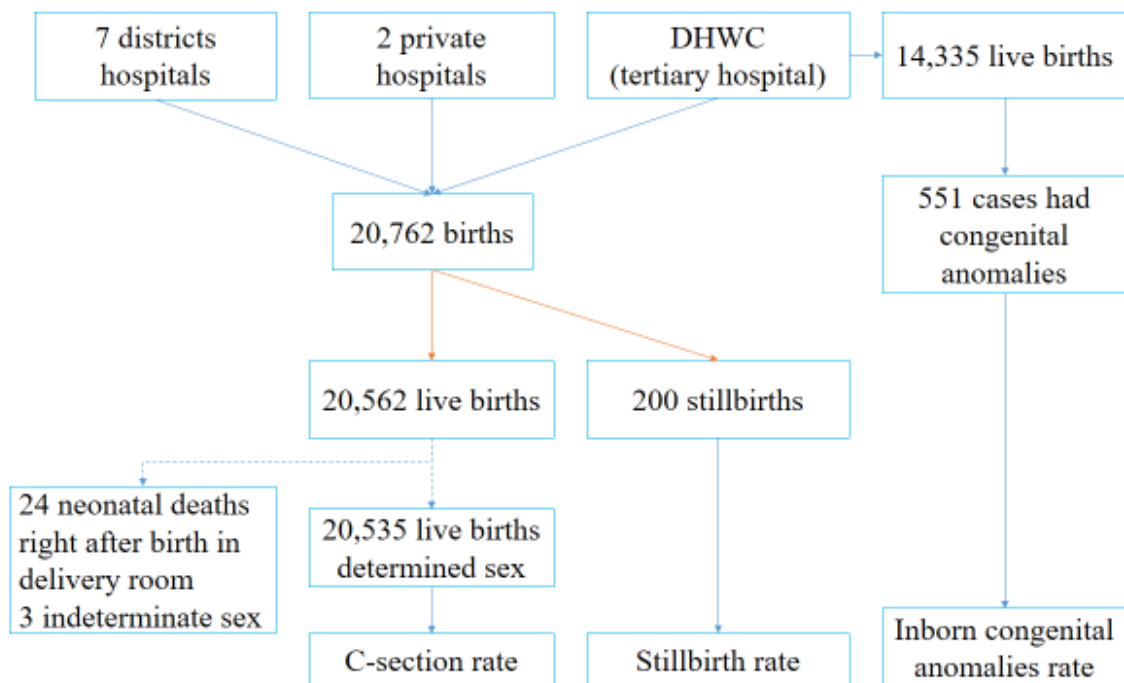 7 districts
hospitals
2 private
hospitals
DHWC
(tertiary hospital)
14,335 live births
20,762 births
551 cases had
congenital
anomalies
20,562 live births
200 stillbirths
24 neonatal deaths
right after birth in
delivery room
3 indeterminate sex
20,535 live births
determined sex
C-section rate
Stillbirth rate
Inborn congenital
anomalies rate